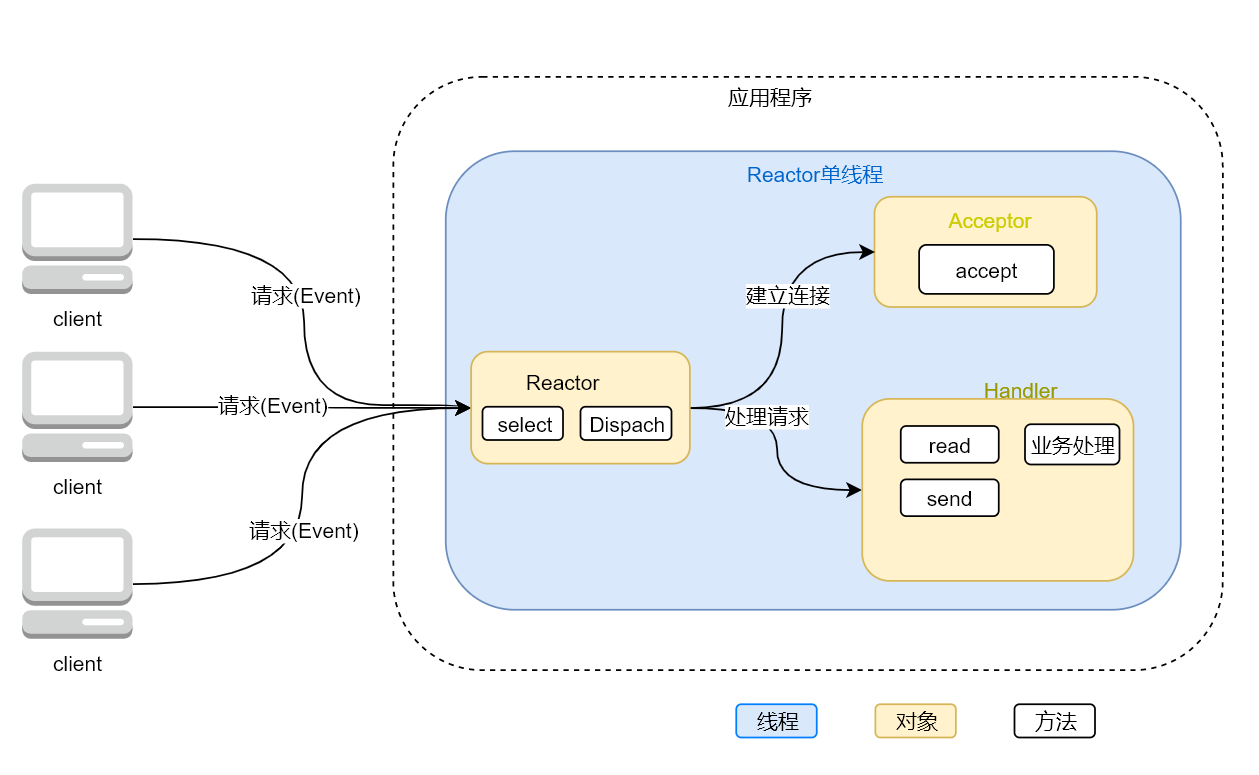 应用程序
Reactor单线程
Acceptor
accept
请求(Event)
建立连接
client
Handler
Reactor
请求(Event)
select
Dispach
处理请求
read
业务处理
client
send
请求(Event)
client
线程
对象
方法